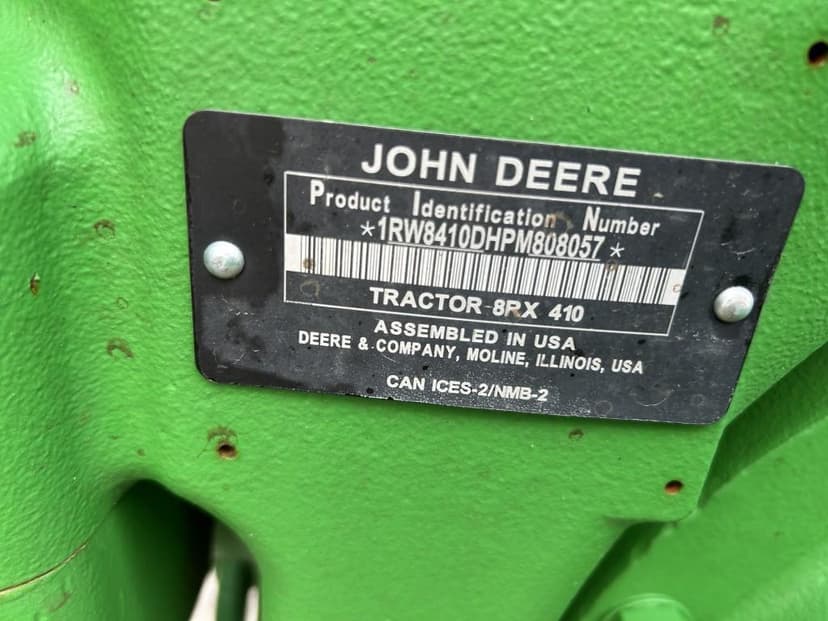 JOHN DEERE
Product Identification Number
*1RW8410DHPM808057*
TRACTOR 8RX 410
ASSEMBLED IN USA
DEERE & COMPANY, MOLINE, ILLINOIS, USA
CAN ICES-2/NMB-2